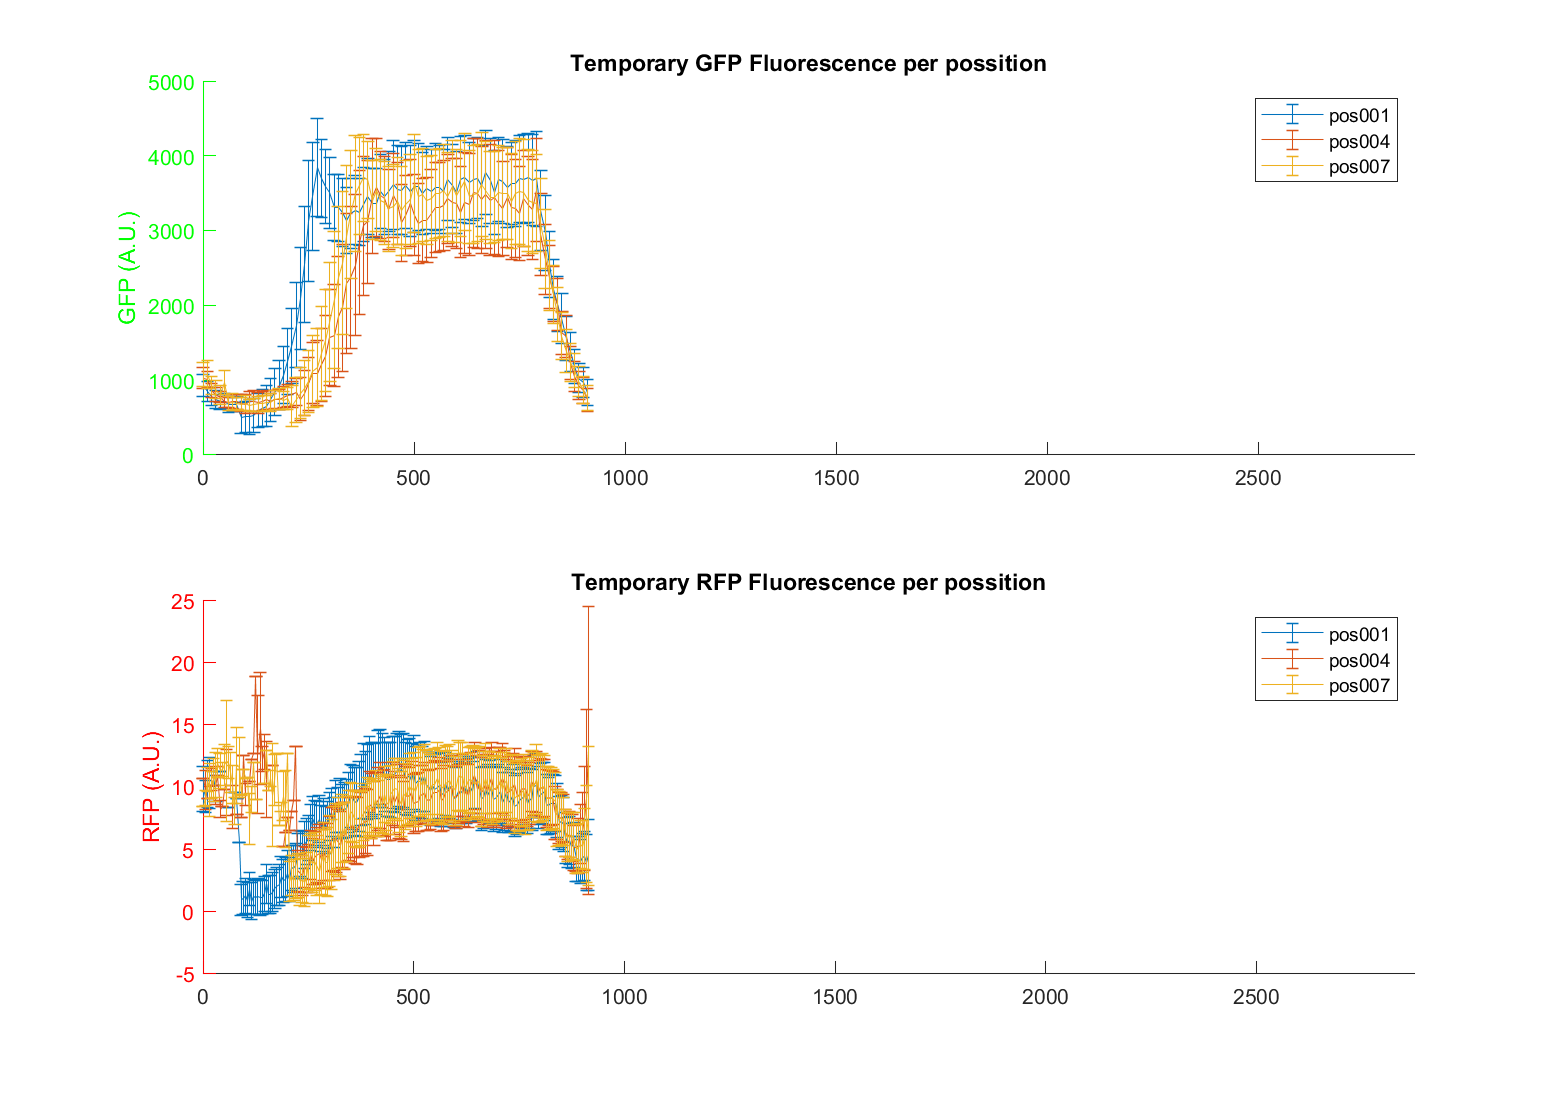 Temporary GFP Fluorescence per possition
GFP (A.U.)
5000
4000
3000
2000
1000
0
0 500 1000 1500 2000 2500
pos001
pos004
pos007
Temporary RFP Fluorescence per possition
RFP (A.U.)
25
20
15
10
5
0
-5
0 500 1000 1500 2000 2500
pos001
pos004
pos007